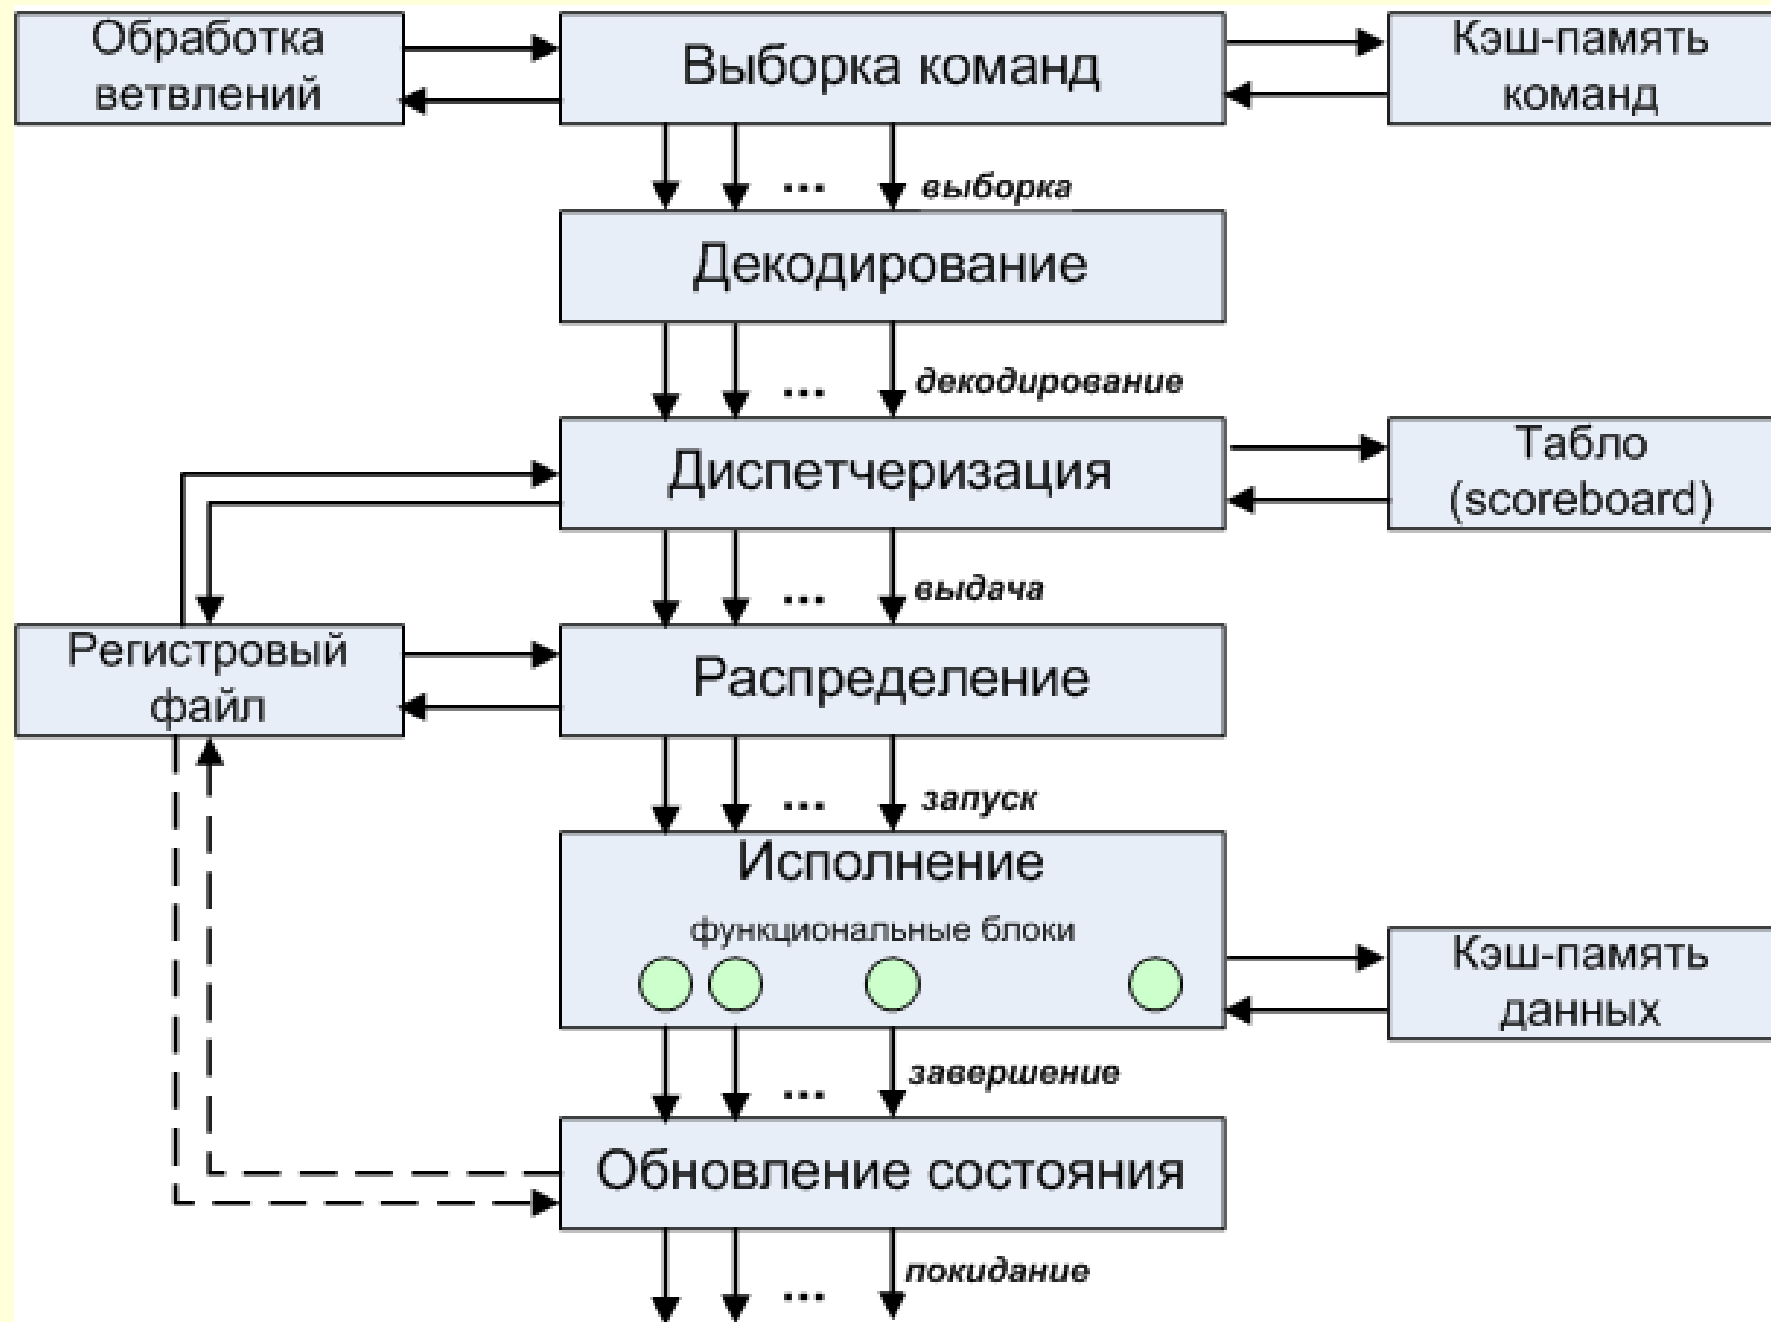 Обработка
ветвлений
Выборка команд
Кэш-память
команд
... выборка
Декодирование
... декодирование
Диспетчеризация
Табло
(scoreboard)
... выдача
Регистровый
файл
Распределение
... запуск
Исполнение
функциональные блоки
Кэш-память
данных
... завершение
Обновление состояния
... покидание